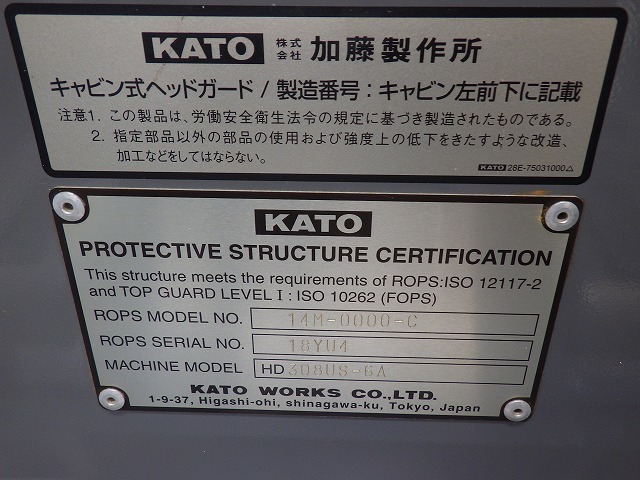 KATO 株式会社 加藤製作所
キャビン式ヘッドガード / 製造番号：キャビン左前下に記載
注意1. この製品は、労働安全衛生法令の規定に基づき製造されたものである。
2. 指定部品以外の部品の使用および強度上の低下をきたすような改造、
加工などをしてはならない。
KATO 26E-75031000△
KATO
PROTECTIVE STRUCTURE CERTIFICATION
This structure meets the requirements of ROPS:ISO 12117-2
and TOP GUARD LEVEL I : ISO 10262 (FOPS)
ROPS MODEL NO. 14M-0000-C
ROPS SERIAL NO. 18YU4
MACHINE MODEL HD308US-6A
KATO WORKS CO.,LTD.
1-9-37, Higashi-ohi, shinagawa-ku, Tokyo, Japan